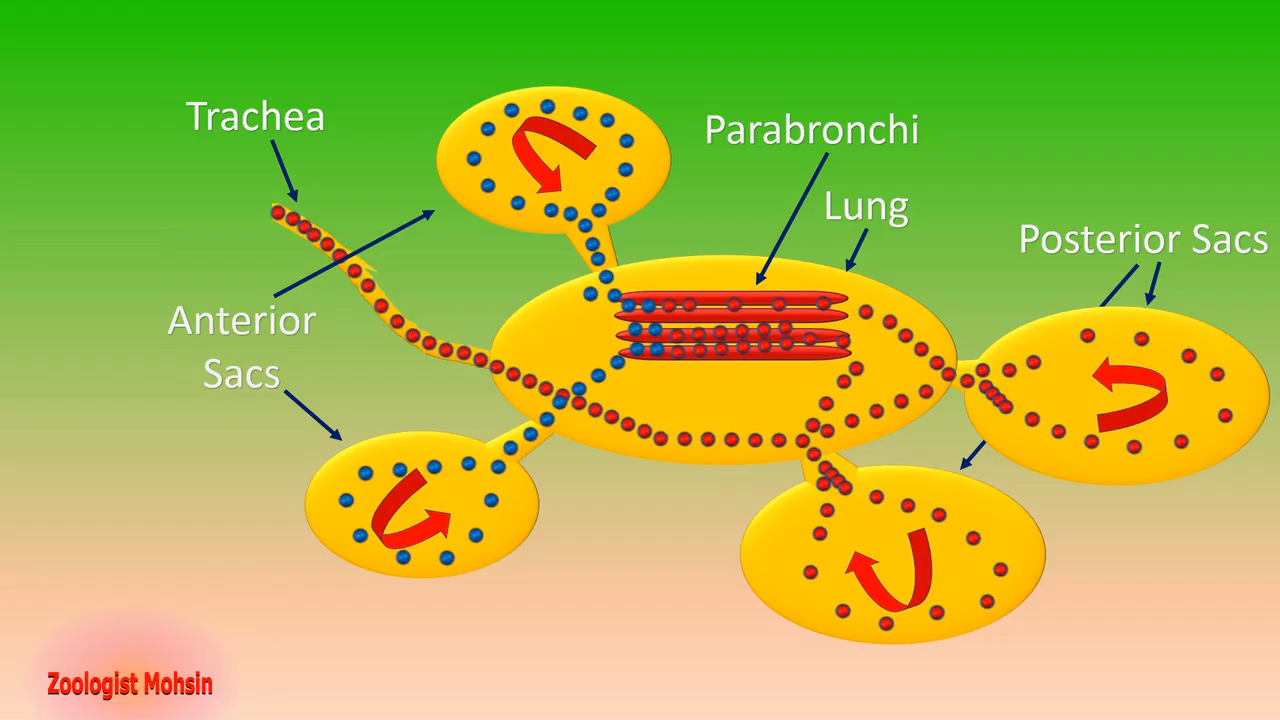 Trachea
Parabronchi
Lung
Posterior Sacs
Anterior
Sacs
Zoologist Mohsin